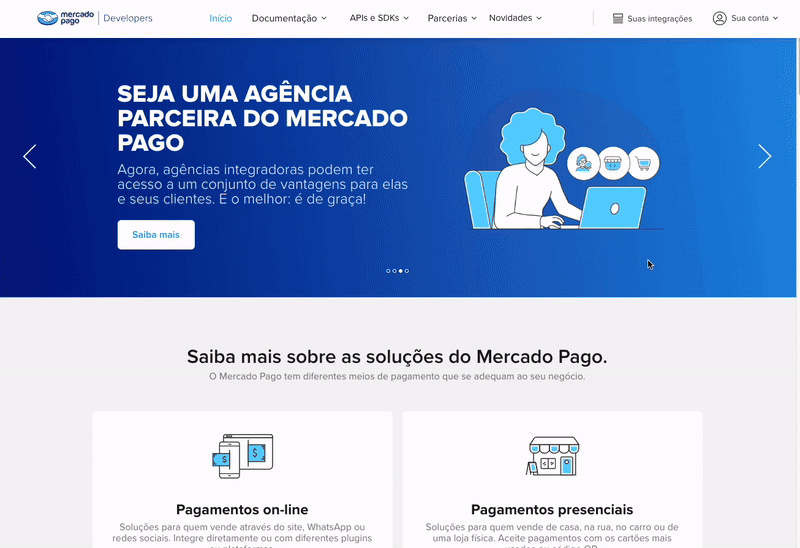 mercado pago | Developers
Início
Documentação
APIs e SDKs
Parcerias
Novidades
Suas integrações
Sua conta
SEJA UMA AGÊNCIA
PARCEIRA DO MERCADO
PAGO
Agora, agências integradoras podem ter
acesso a um conjunto de vantagens para elas
e seus clientes. E o melhor: é de graça!
Saiba mais
Saiba mais sobre as soluções do Mercado Pago.
O Mercado Pago tem diferentes meios de pagamento que se adequam ao seu negócio.
Pagamentos on-line
Soluções para quem vende através do site, WhatsApp ou
redes sociais. Integre diretamente ou com diferentes plugins
Pagamentos presenciais
Soluções para quem vende de casa, na rua, no carro ou de
uma loja física. Aceite pagamentos com os cartões mais